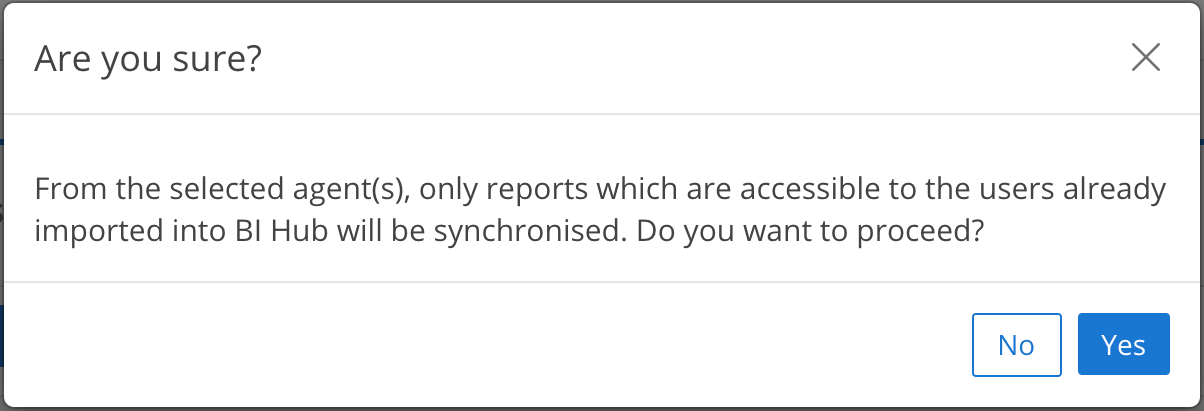 Are you sure?
From the selected agent(s), only reports which are accessible to the users already
imported into BI Hub will be synchronised. Do you want to proceed?
No
Yes